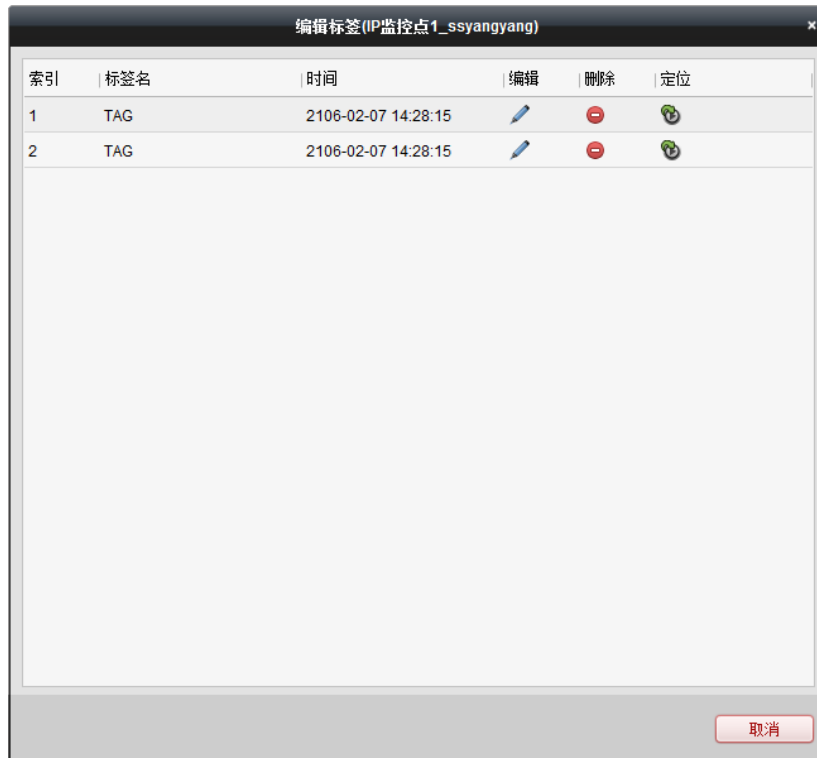 编辑标签(IP监控点1_ssyangyang)
索引 标签名 时间 编辑 删除 定位
1 TAG 2106-02-07 14:28:15
2 TAG 2106-02-07 14:28:15
取消